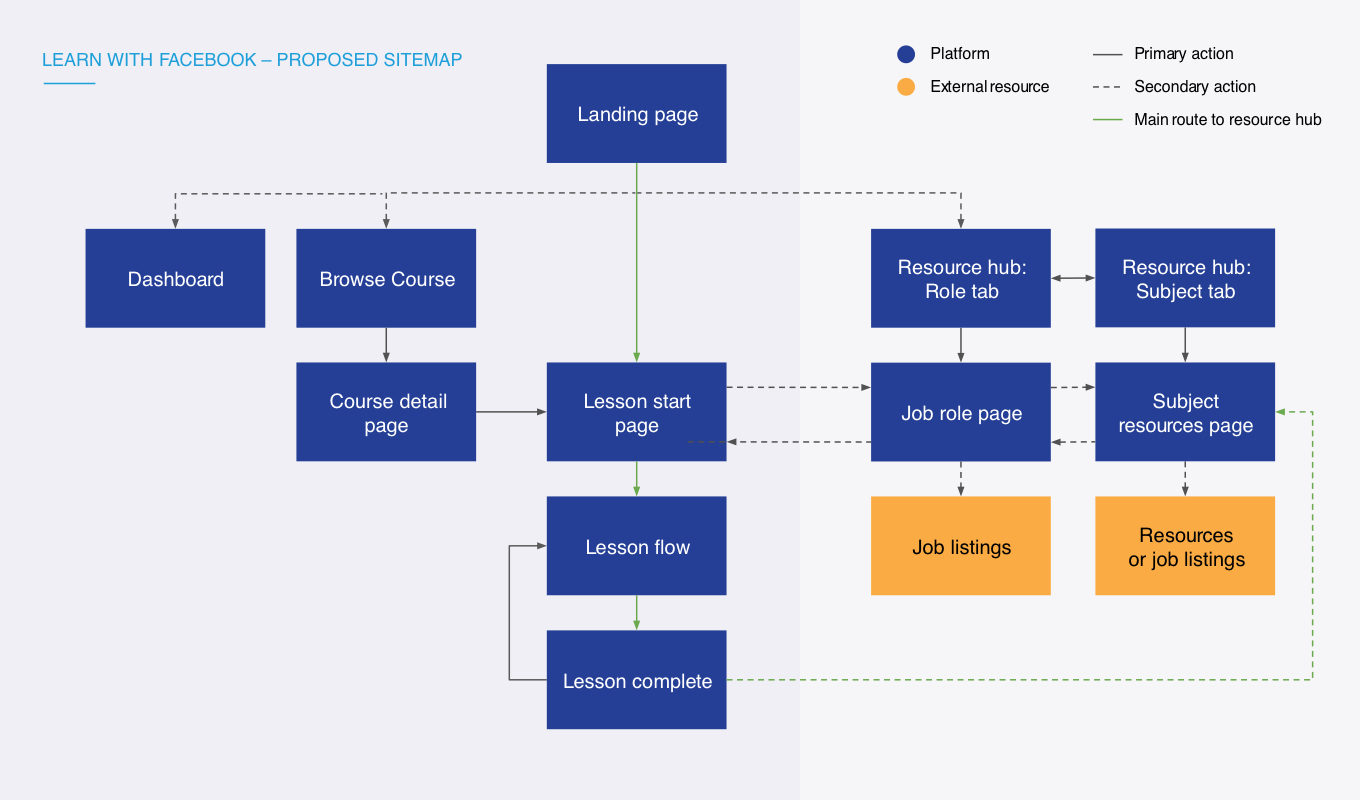 LEARN WITH FACEBOOK – PROPOSED SITEMAP
Platform
External resource
Primary action
Secondary action
Main route to resource hub
Landing page
Dashboard
Browse Course
Resource hub:
Role tab
Resource hub:
Subject tab
Course detail
page
Lesson start
page
Job role page
Subject
resources page
Lesson flow
Job listings
Resources
or job listings
Lesson complete